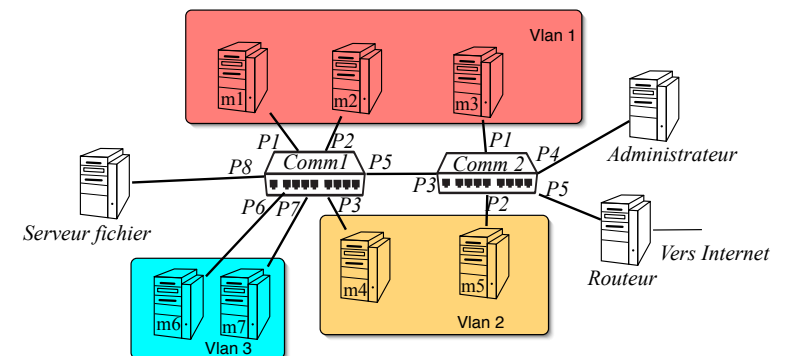 Vlan 1
m1
m2
m3
P1
P2
P1
P4
Administrateur
P8
Comm1
P5
Comm 2
P3
P5
P6
P7
P3
P2
Serveur fichier
Vers Internet
Routeur
m4
m5
m6
m7
Vlan 2
Vlan 3